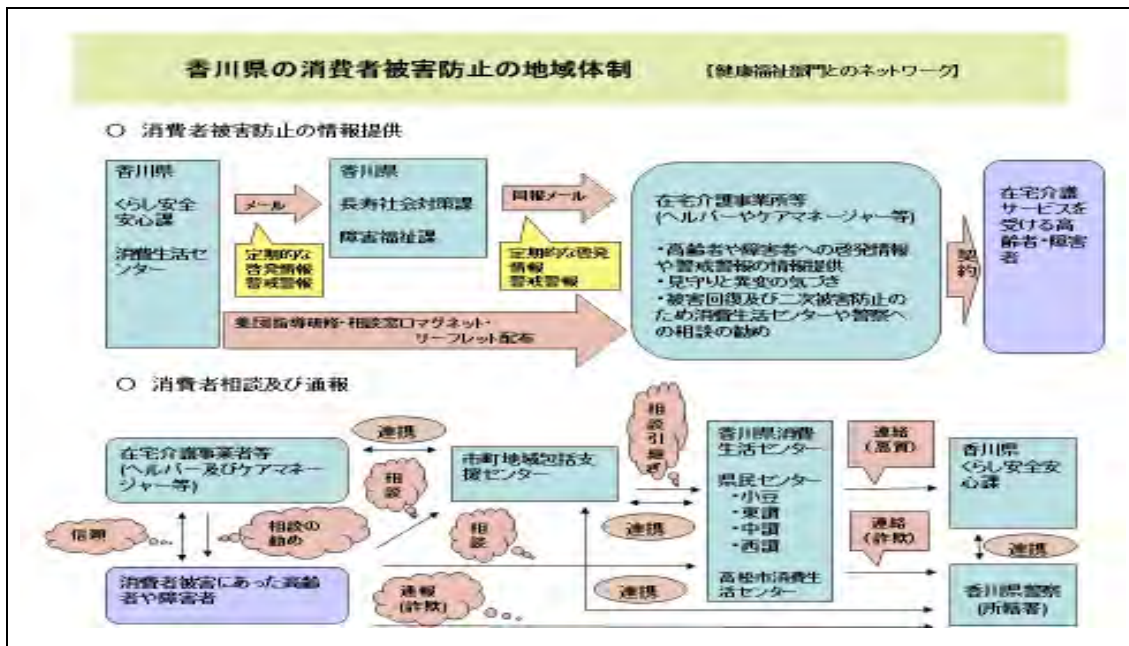 香川県の消費者被害防止の地域体制 【健康福祉部門とのネットワーク】
○ 消費者被害防止の情報提供
香川県
くらし安全
安心課
消費生活セ
ンター
メール
定期的な
啓発情報
警戒警報
香川県
長寿社会対策課
障害福祉課
同報メール
定期的な啓発
情報
警戒警報
集団指導研修・相談窓口マグネット・
リーフレット配布
在宅介護事業所等
(ヘルパーやケアマネージャー等)
・高齢者や障害者への啓発情報
や警戒警報の情報提供
・見守りと異変の気づき
・被害回復及び二次被害防止の
ため消費生活センターや警察へ
の相談の勧め
契約
在宅介護
サービスを
受ける高
齢者・障害
者
○ 消費者相談及び通報
在宅介護事業者等
(ヘルパー及びケアマネー
ジャー等)
連携
市町地域包括支
援センター
相談引継ぎ
香川県消費
生活センター
県民センター
・小豆
・東讃
・中讃
・西讃
高松市消費生
活センター
連絡
(悪質)
香川県
くらし安全安
心課
信頼
相談の
勧め
相談
相談
連携
連絡
(詐欺)
連携
消費者被害にあった高齢
者や障害者
通報
(詐欺)
連携
香川県警察
(所轄署)